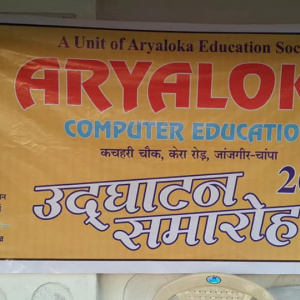 A Unit of Aryaloka Education Soc
ARYALOK
COMPUTER EDUCATIO
कचहरी चौक, केरा रोड़, जांजगीर-चांपा
उद्घाटन
समारोह